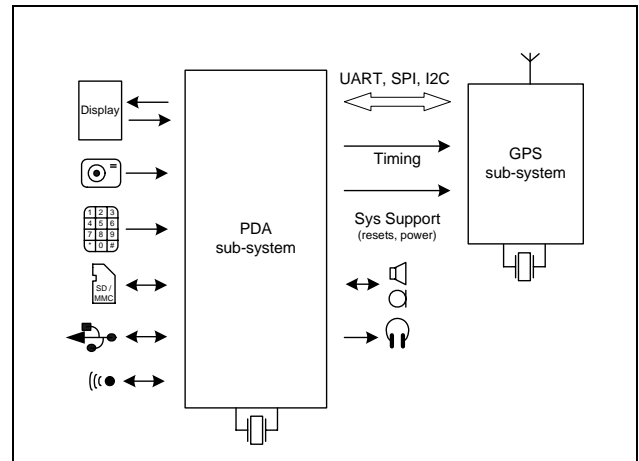 Display
1 2 3
4 5 6
7 8 9
* 0 #
SD /
MMC
PDA
sub-system
UART, SPI, I2C
Timing
Sys Support
(resets, power)
GPS
sub-system